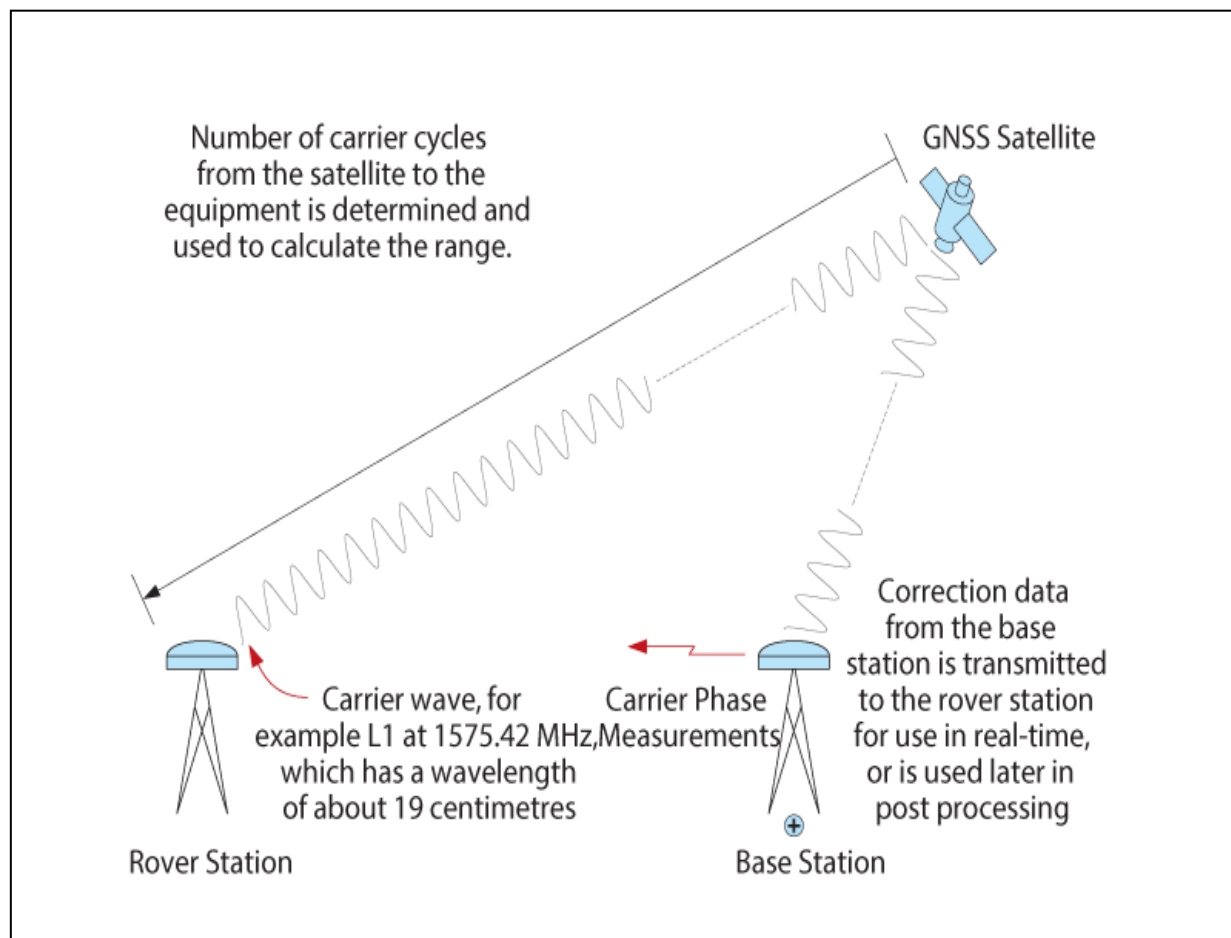 Number of carrier cycles
from the satellite to the
equipment is determined and
used to calculate the range.
GNSS Satellite
Carrier wave, for
example L1 at 1575.42 MHz,
which has a wavelength
of about 19 centimetres
Carrier Phase
Measurements
Correction data
from the base
station is transmitted
to the rover station
for use in real-time,
or is used later in
post processing
Rover Station
Base Station